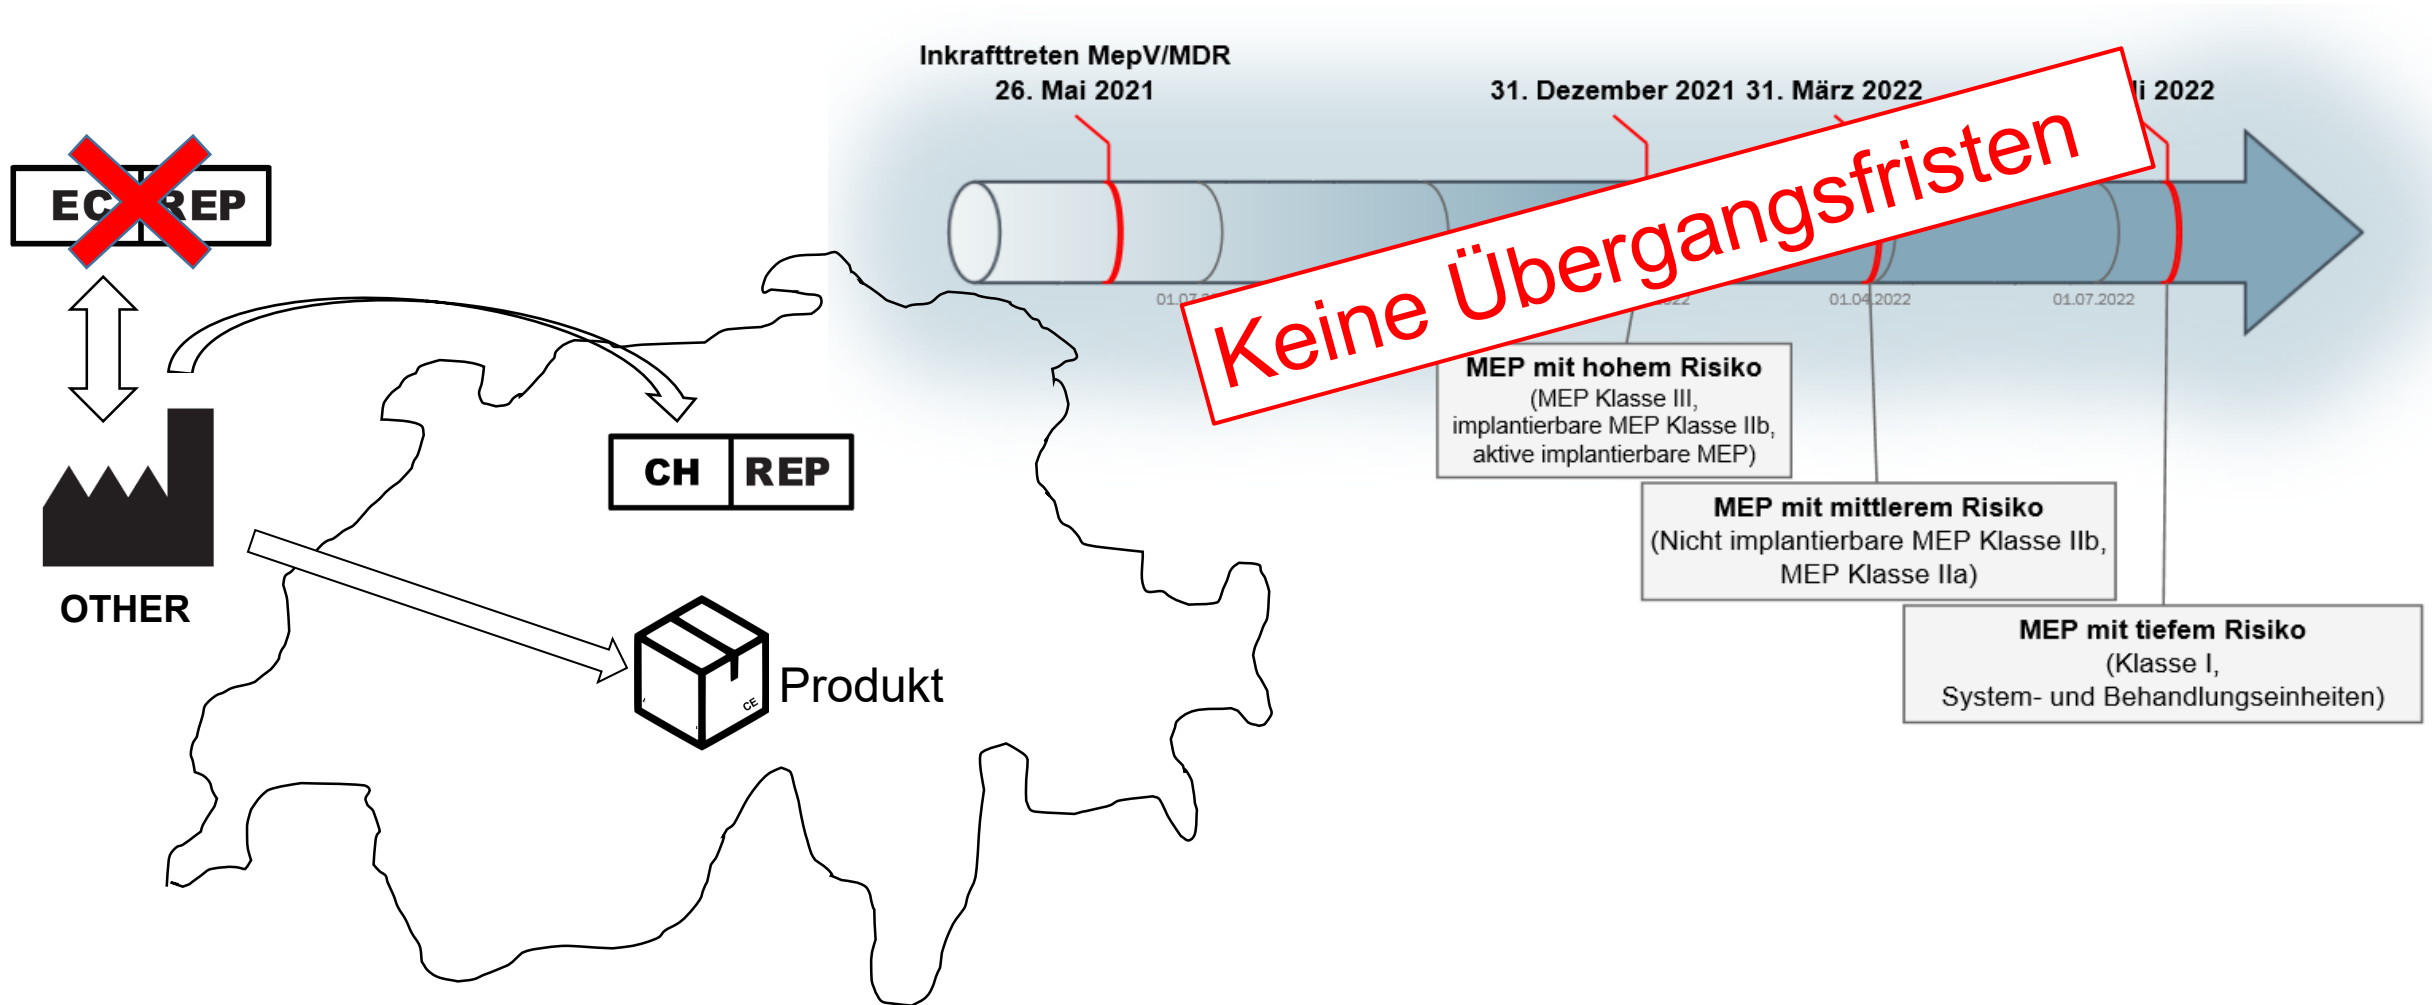 Inkrafttreten MepV/MDR
26. Mai 2021
31. Dezember 2021
31. März 2022
2022
Keine Übergangsfristen
EC REP
OTHER
CH REP
Produkt
CE
01.04.2022
01.07.2022
MEP mit hohem Risiko
(MEP Klasse III,
implantierbare MEP Klasse IIb,
aktive implantierbare MEP)
MEP mit mittlerem Risiko
(Nicht implantierbare MEP Klasse IIb,
MEP Klasse IIa)
MEP mit tiefem Risiko
(Klasse I,
System- und Behandlungseinheiten)